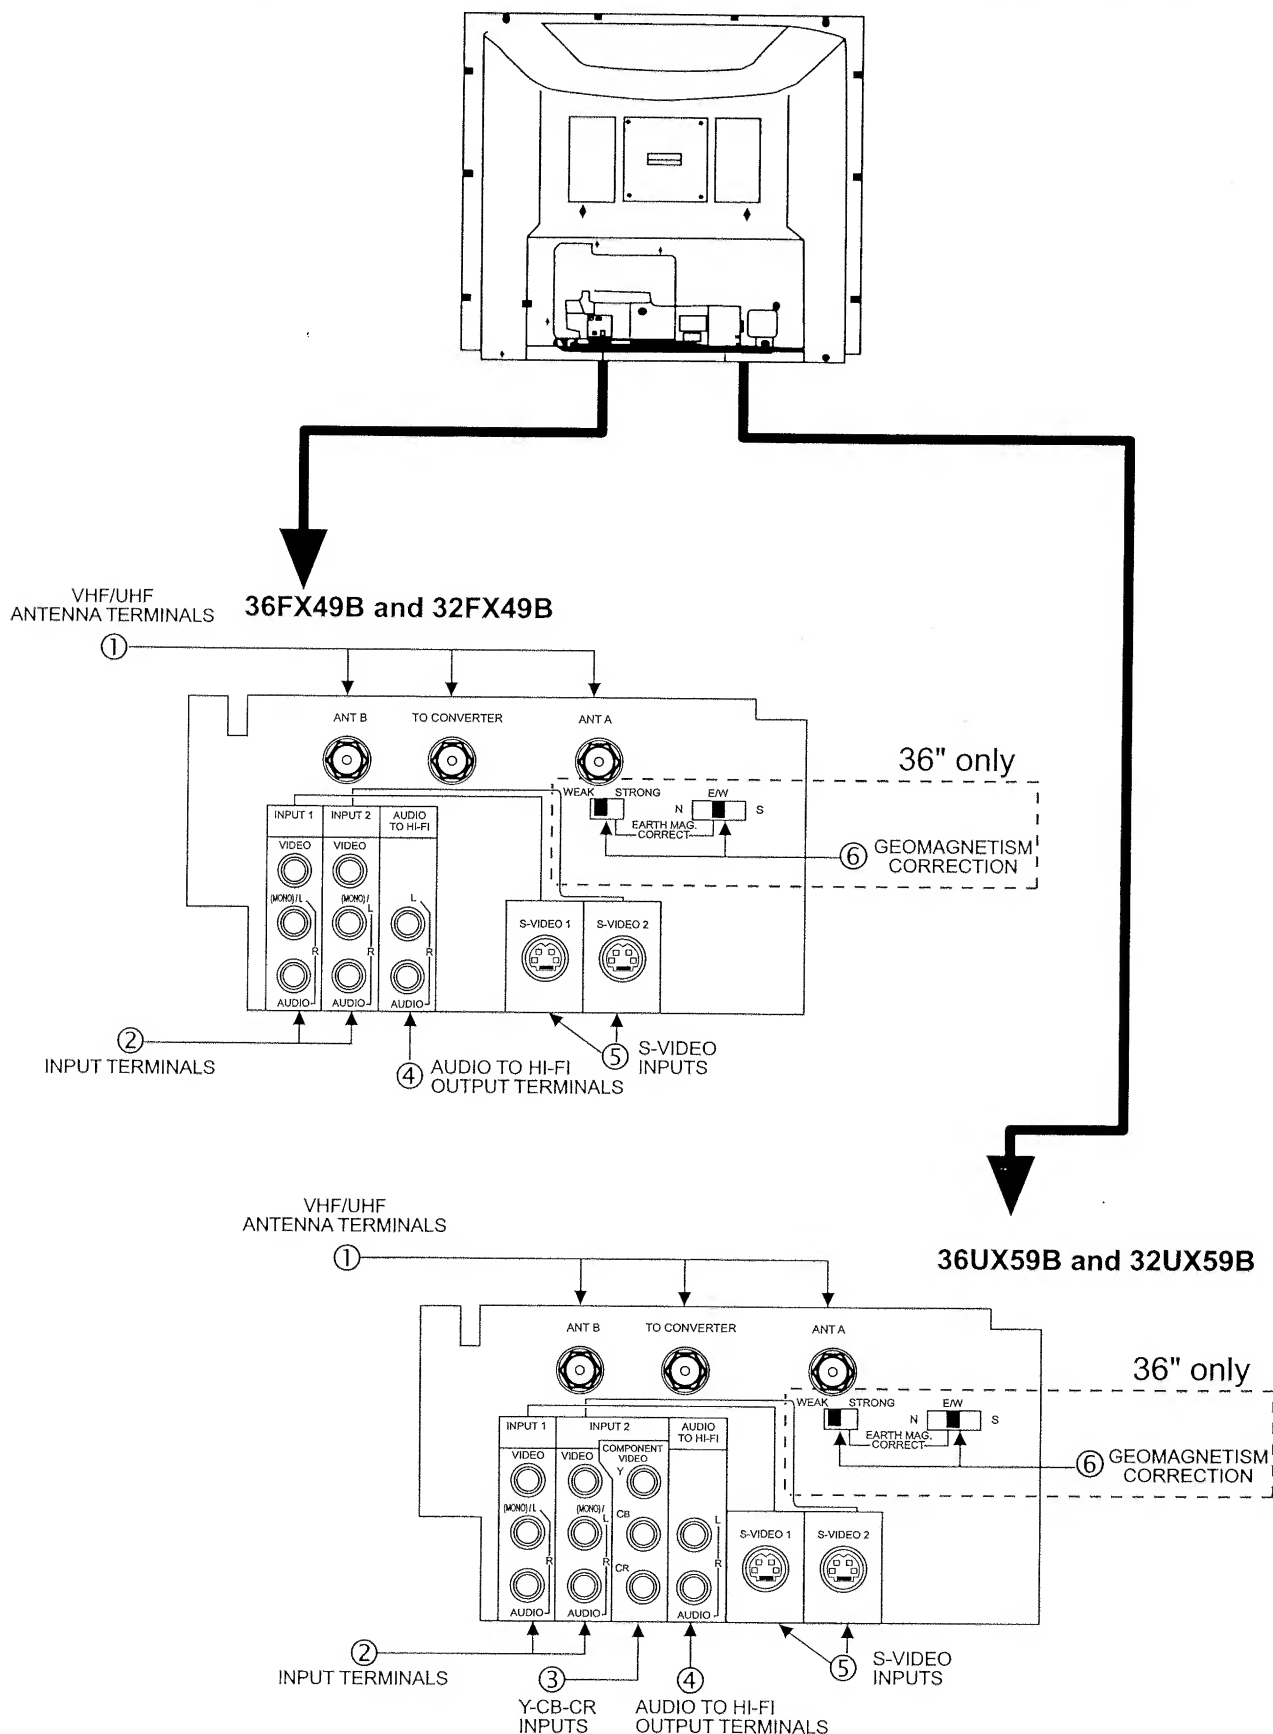 VHF/UHF
ANTENNA TERMINALS
①
36FX49B and 32FX49B
ANT B
TO CONVERTER
ANT A
36" only
WEAK
STRONG
N
E/W
S
EARTH MAG.
CORRECT
⑥ GEOMAGNETISM
CORRECTION
INPUT 1
INPUT 2
AUDIO
TO HI-FI
VIDEO
VIDEO
(MONO) / L
(MONO) /
L
L
R
R
R
AUDIO
AUDIO
AUDIO
S-VIDEO 1
S-VIDEO 2
②
INPUT TERMINALS
④ AUDIO TO HI-FI
OUTPUT TERMINALS
⑤ S-VIDEO
INPUTS
VHF/UHF
ANTENNA TERMINALS
①
36UX59B and 32UX59B
ANT B
TO CONVERTER
ANT A
36" only
WEAK
STRONG
N
E/W
S
EARTH MAG.
CORRECT
⑥ GEOMAGNETISM
CORRECTION
INPUT 1
INPUT 2
AUDIO
TO HI-FI
VIDEO
VIDEO
COMPONENT
VIDEO
Y
(MONO) / L
(MONO) /
L
CB
L
R
R
CR
R
AUDIO
AUDIO
AUDIO
S-VIDEO 1
S-VIDEO 2
②
INPUT TERMINALS
③
Y-CB-CR
INPUTS
④
AUDIO TO HI-FI
OUTPUT TERMINALS
⑤ S-VIDEO
INPUTS